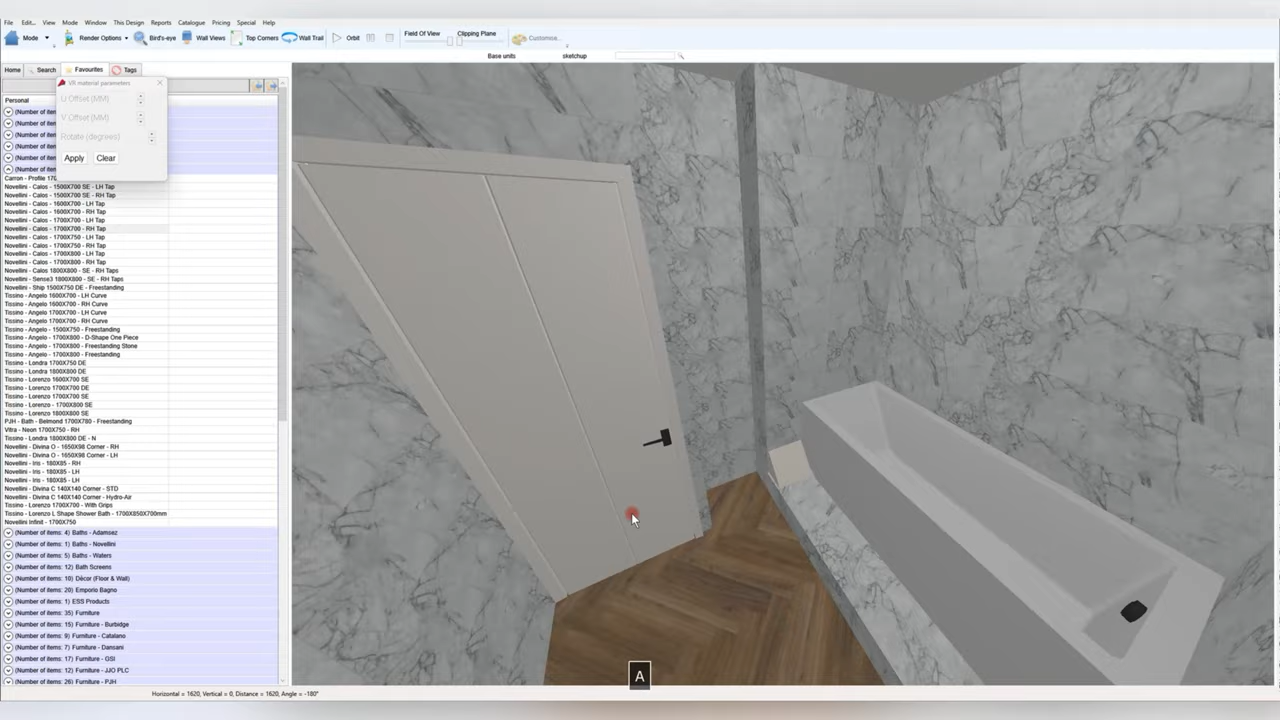 File Edit... View Mode Window This Design Reports Catalogue Pricing Special Help
Mode Render Options Bird's-eye Wall Views Top Corners Wall Trail Orbit Field Of View Clipping Plane Customise...
Base units sketchup
Home Search Favourites Tags
VR material parameters
U Offset (MM)
V Offset (MM)
Rotate (degrees)
Apply Clear
Personal
(Number of
(Number of
(Number of
(Number of
(Number of item
(Number of item
Carron - Profile 170
Novellini - Calos - 1500X700 SE - LH Tap
Novellini - Calos - 1500X700 SE - RH Tap
Novellini - Calos - 1600X700 - LH Tap
Novellini - Calos - 1600X700 - RH Tap
Novellini - Calos - 1700X700 - LH Tap
Novellini - Calos - 1700X700 - RH Tap
Novellini - Calos - 1700X750 - LH Tap
Novellini - Calos - 1700X750 - RH Tap
Novellini - Calos - 1700X800 - LH Tap
Novellini - Calos - 1700X800 - RH Tap
Novellini - Calos 1800X800 - SE - RH Taps
Novellini - Sense3 1800X800 - SE - RH Taps
Novellini - Ship 1500X750 DE - Freestanding
Tissino - Angelo 1600X700 - LH Curve
Tissino - Angelo 1600X700 - RH Curve
Tissino - Angelo 1700X700 - LH Curve
Tissino - Angelo 1700X700 - RH Curve
Tissino - Angelo - 1500X750 - Freestanding
Tissino - Angelo - 1700X800 - D-Shape One Piece
Tissino - Angelo - 1700X800 - Freestanding Stone
Tissino - Angelo - 1700X800 - Freestanding
Tissino - Londra 1700X750 DE
Tissino - Londra 1800X800 DE
Tissino - Lorenzo 1600X700 SE
Tissino - Lorenzo 1700X700 DE
Tissino - Lorenzo 1700X700 SE
Tissino - Lorenzo - 1700X800 SE
Tissino - Lorenzo 1800X800 SE
PJH - Bath - Belmond 1700X780 - Freestanding
Vitra - Neon 1700X750 - RH
Tissino - Londra 1800X800 DE - N
Novellini - Divina O - 1650X98 Corner - RH
Novellini - Divina O - 1650X98 Corner - LH
Novellini - Iris - 180X85 - RH
Novellini - Iris - 180X85 - LH
Novellini - Iris - 180X85 - LH
Novellini - Divina C 140X140 Corner - STD
Novellini - Divina C 140X140 Corner - Hydro-Air
Tissino - Lorenzo 1700X700 - With Grips
Tissino - Lorenzo L Shape Shower Bath - 1700X850X700mm
Novellini Infinit - 1700X750
(Number of items: 4) Baths - Adamsez
(Number of items: 1) Baths - Novellini
(Number of items: 5) Baths - Waters
(Number of items: 12) Bath Screens
(Number of items: 10) Décor (Floor & Wall)
(Number of items: 20) Emporio Bagno
(Number of items: 1) ESS Products
(Number of items: 35) Furniture
(Number of items: 15) Furniture - Burbidge
(Number of items: 9) Furniture - Catalano
(Number of items: 7) Furniture - Dansani
(Number of items: 17) Furniture - GSI
(Number of items: 12) Furniture - JJO PLC
(Number of items: 26) Furniture - PJH
A
Horizontal = 1620, Vertical = 0, Distance = 1620, Angle = -180°